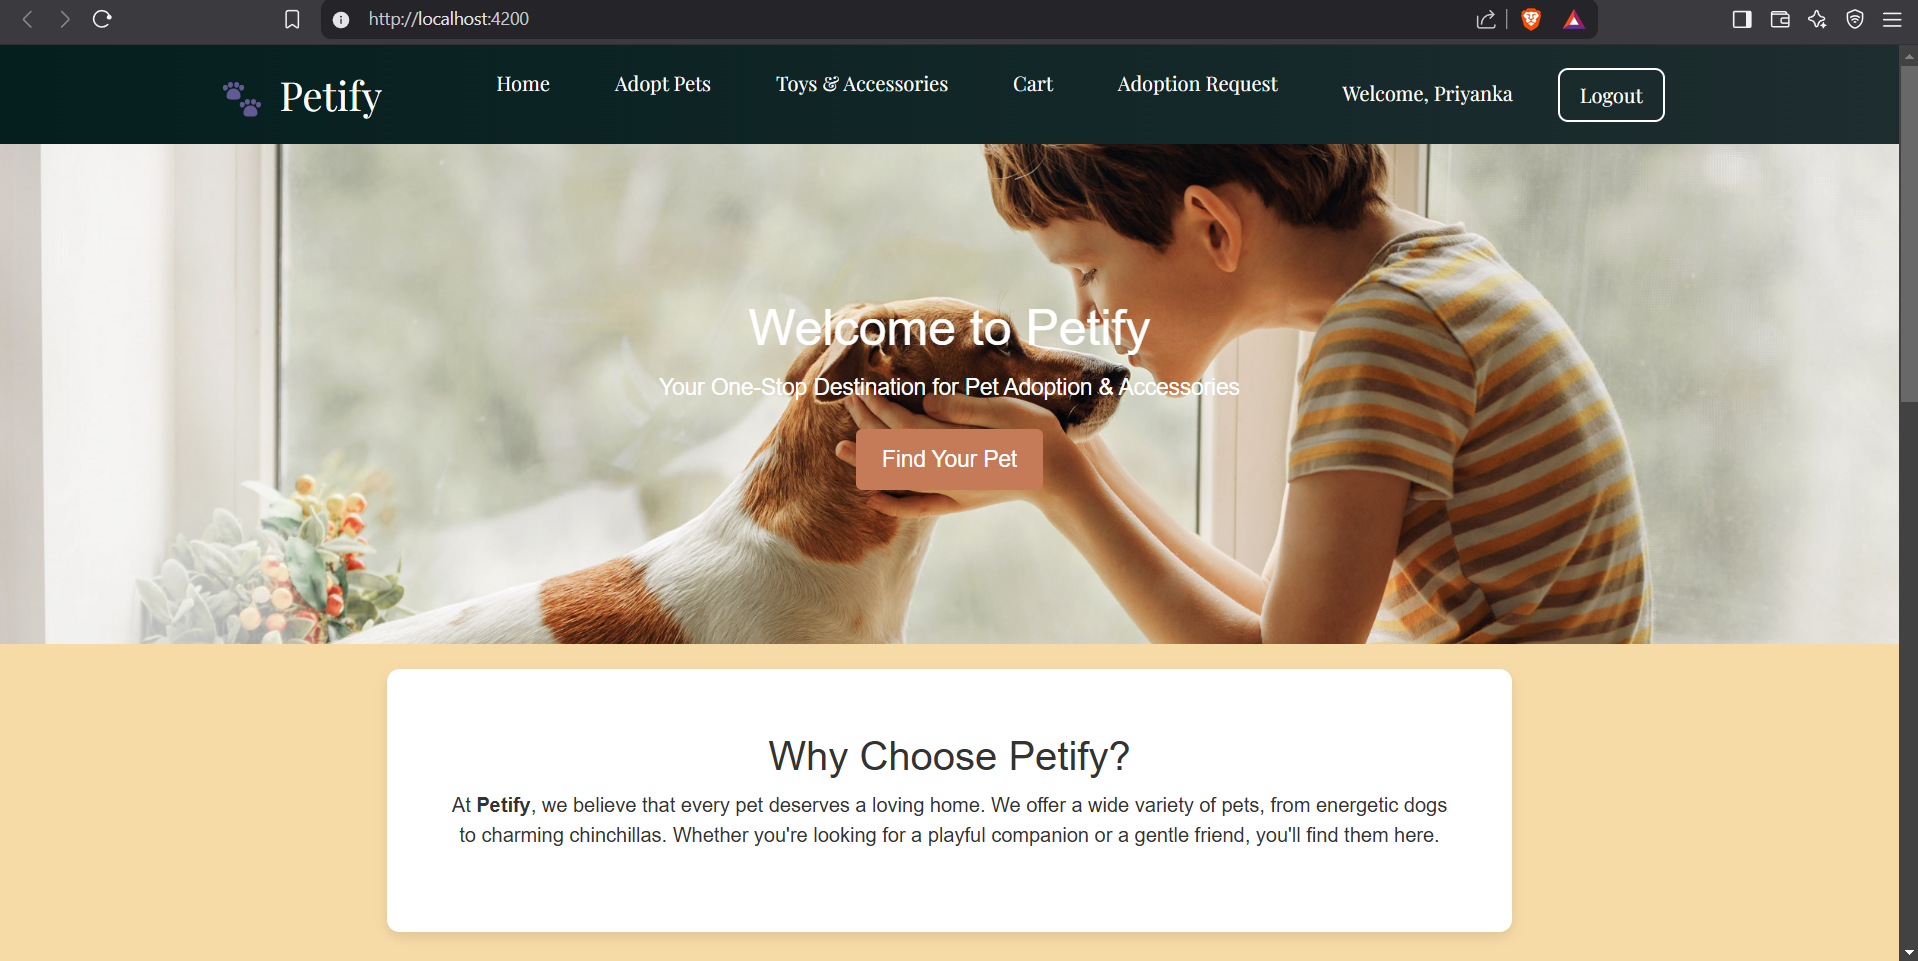 http://localhost:4200
Petify Home Adopt Pets Toys & Accessories Cart Adoption Request Welcome, Priyanka Logout
Welcome to Petify
Your One-Stop Destination for Pet Adoption & Accessories
Find Your Pet
Why Choose Petify?
At Petify, we believe that every pet deserves a loving home. We offer a wide variety of pets, from energetic dogs
to charming chinchillas. Whether you're looking for a playful companion or a gentle friend, you'll find them here.